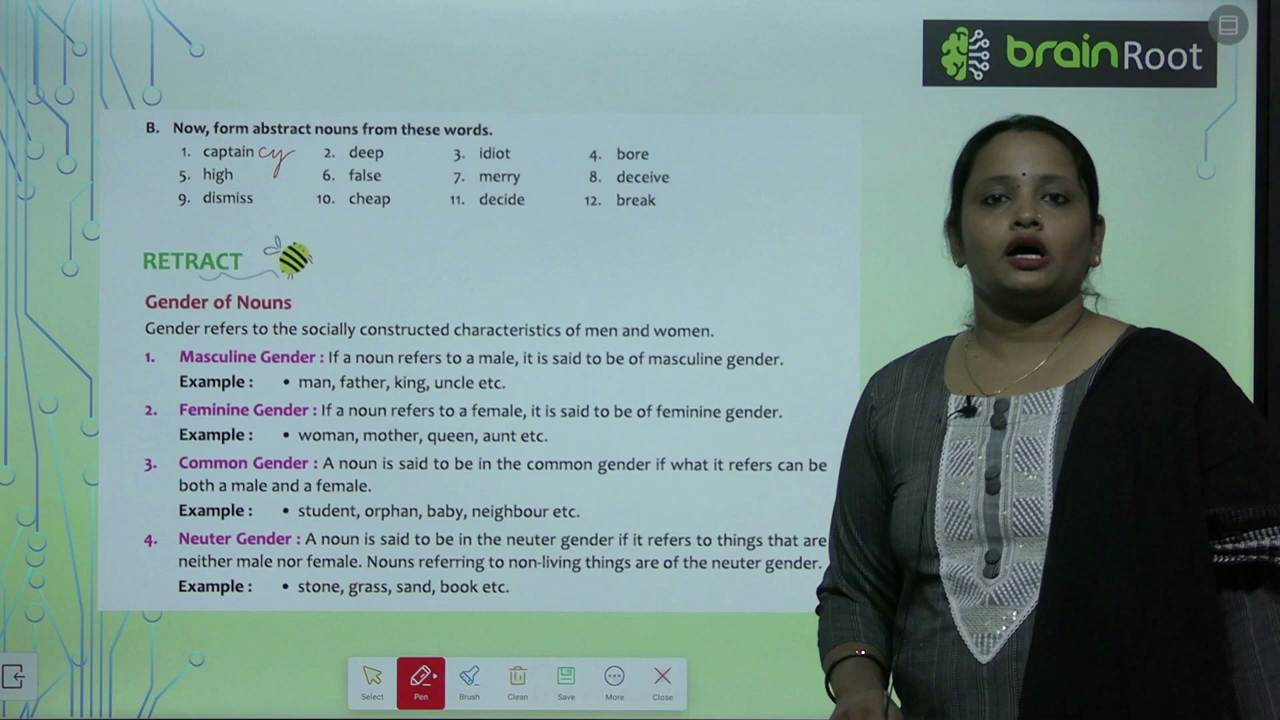 brainRoot
B. Now, form abstract nouns from these words.
1. captain cy 2. deep 3. idiot 4. bore
5. high 6. false 7. merry 8. deceive
9. dismiss 10. cheap 11. decide 12. break
RETRACT
Gender of Nouns
Gender refers to the socially constructed characteristics of men and women.
1. Masculine Gender : If a noun refers to a male, it is said to be of masculine gender.
Example : • man, father, king, uncle etc.
2. Feminine Gender : If a noun refers to a female, it is said to be of feminine gender.
Example : • woman, mother, queen, aunt etc.
3. Common Gender : A noun is said to be in the common gender if what it refers can be
both a male and a female.
Example : • student, orphan, baby, neighbour etc.
4. Neuter Gender : A noun is said to be in the neuter gender if it refers to things that are
neither male nor female. Nouns referring to non-living things are of the neuter gender.
Example : • stone, grass, sand, book etc.
Select Pen Brush Clean Save More Close